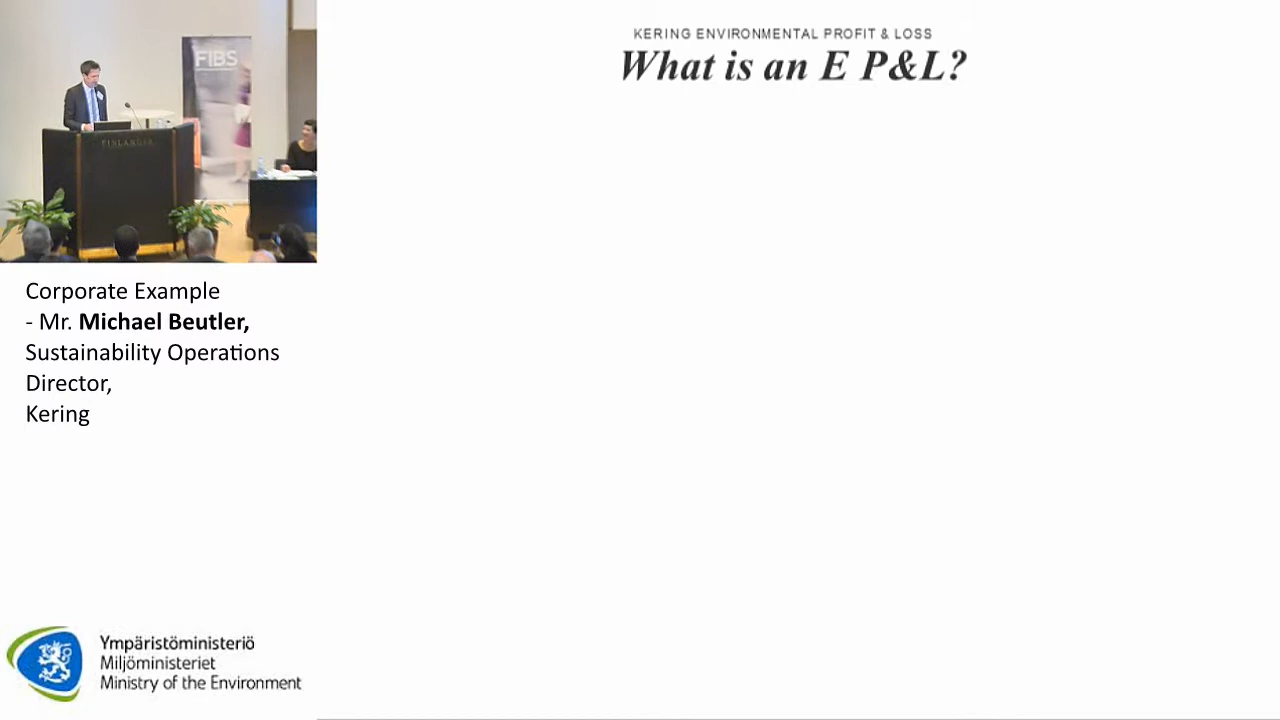 KERING ENVIRONMENTAL PROFIT & LOSS
What is an E P&L?
FIBS
FINLANDIA
Corporate Example
- Mr. Michael Beutler,
Sustainability Operations
Director,
Kering
Ympäristöministeriö
Miljöministeriet
Ministry of the Environment